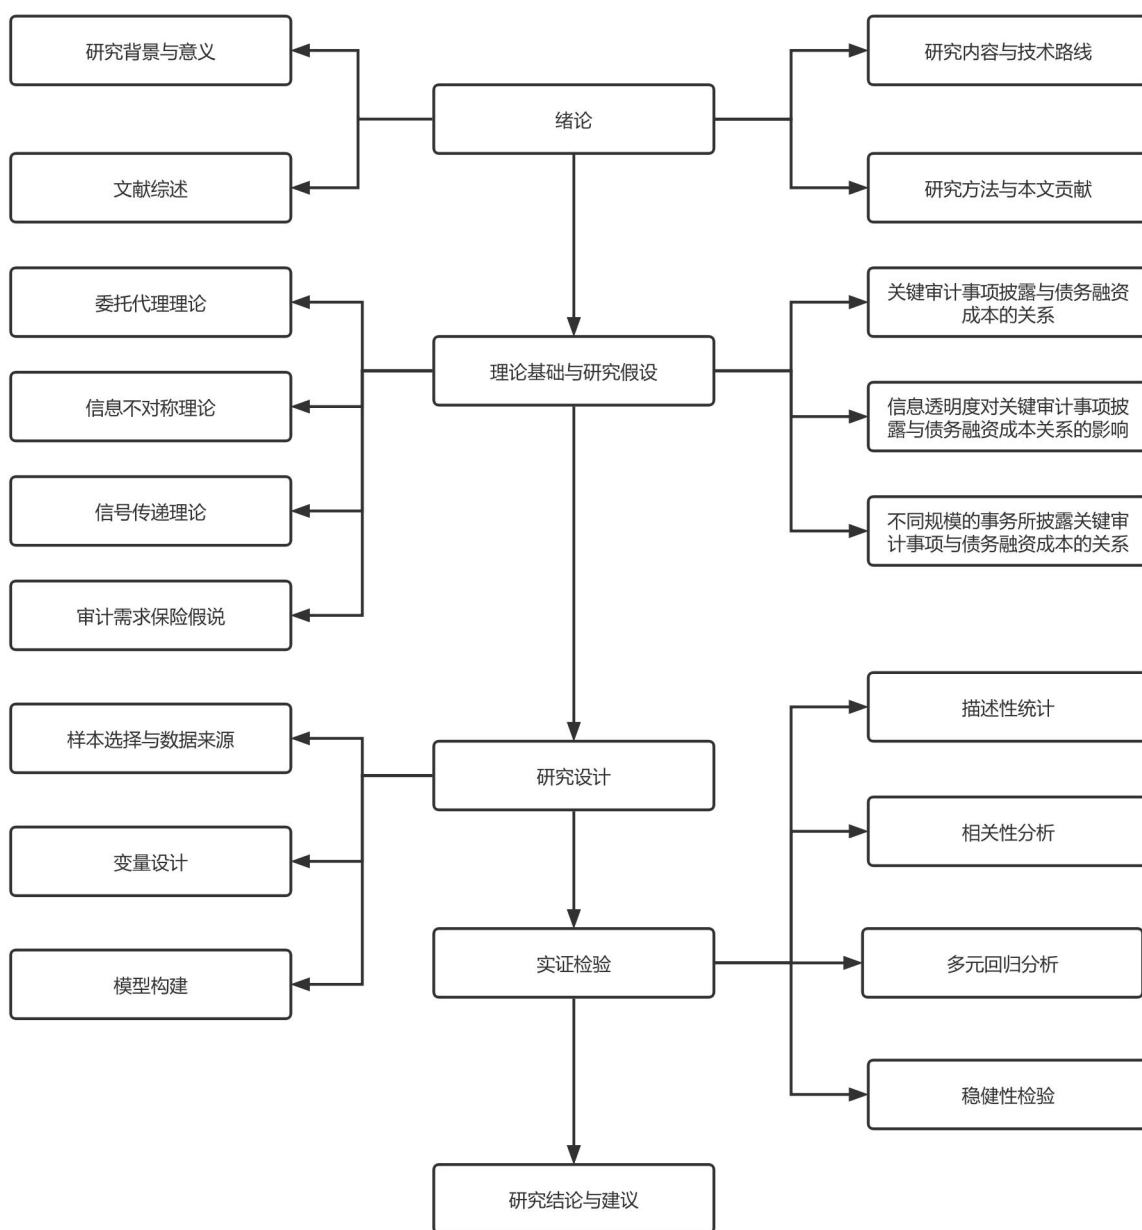 研究背景与意义
研究内容与技术路线
绪论
文献综述
研究方法与本文贡献
委托代理理论
关键审计事项披露与债务融资
成本的关系
理论基础与研究假设
信息不对称理论
信息透明度对关键审计事项披
露与债务融资成本关系的影响
信号传递理论
不同规模的事务所披露关键审
计事项与债务融资成本的关系
审计需求保险假说
描述性统计
样本选择与数据来源
研究设计
相关性分析
变量设计
实证检验
多元回归分析
模型构建
稳健性检验
研究结论与建议